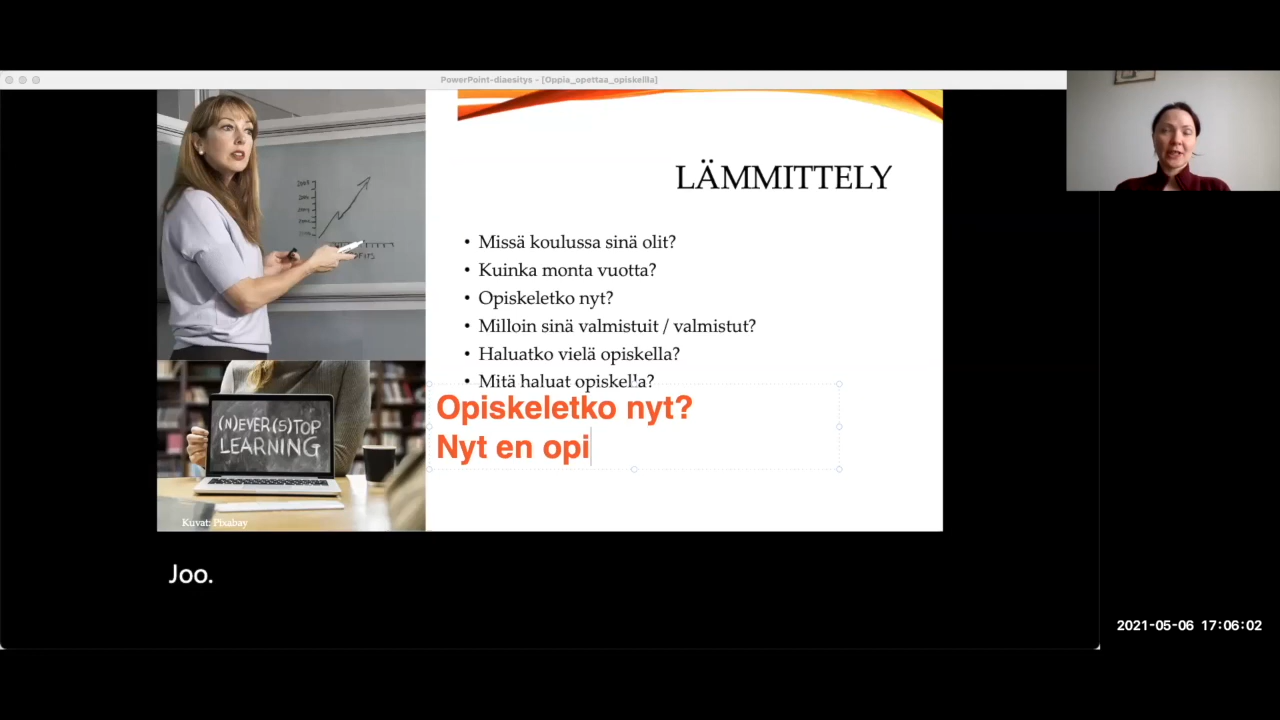 PowerPoint-diaesitys - [Oppia_opettaa_opiskellla]
LÄMMITTELY
• Missä koulussa sinä olit?
• Kuinka monta vuotta?
• Opiskeletko nyt?
• Milloin sinä valmistuit / valmistut?
• Haluatko vielä opiskella?
• Mitä haluat opiskella?
Opiskeletko nyt?
Nyt en opi
(N)EVER (S)TOP
LEARNING
Kuvat: Pixabay
Joo.
2021-05-06 17:06:02